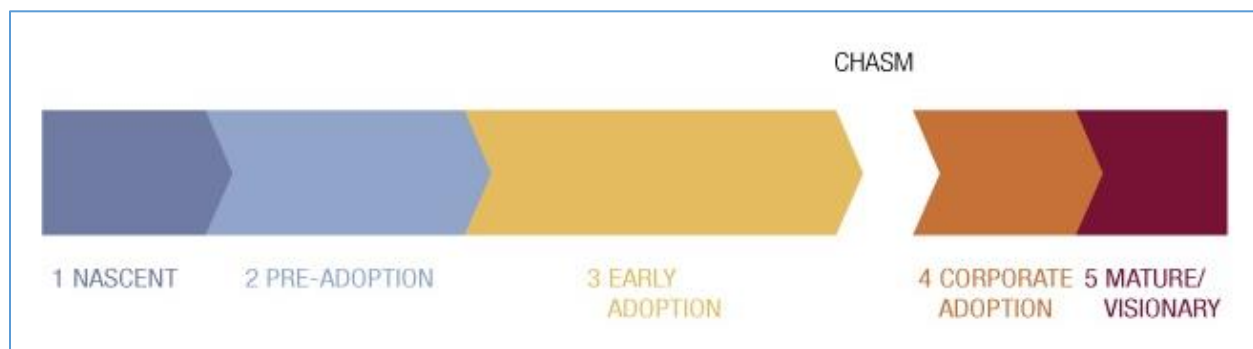 CHASM
1 NASCENT
2 PRE-ADOPTION
3 EARLY
ADOPTION
4 CORPORATE
ADOPTION
5 MATURE/
VISIONARY